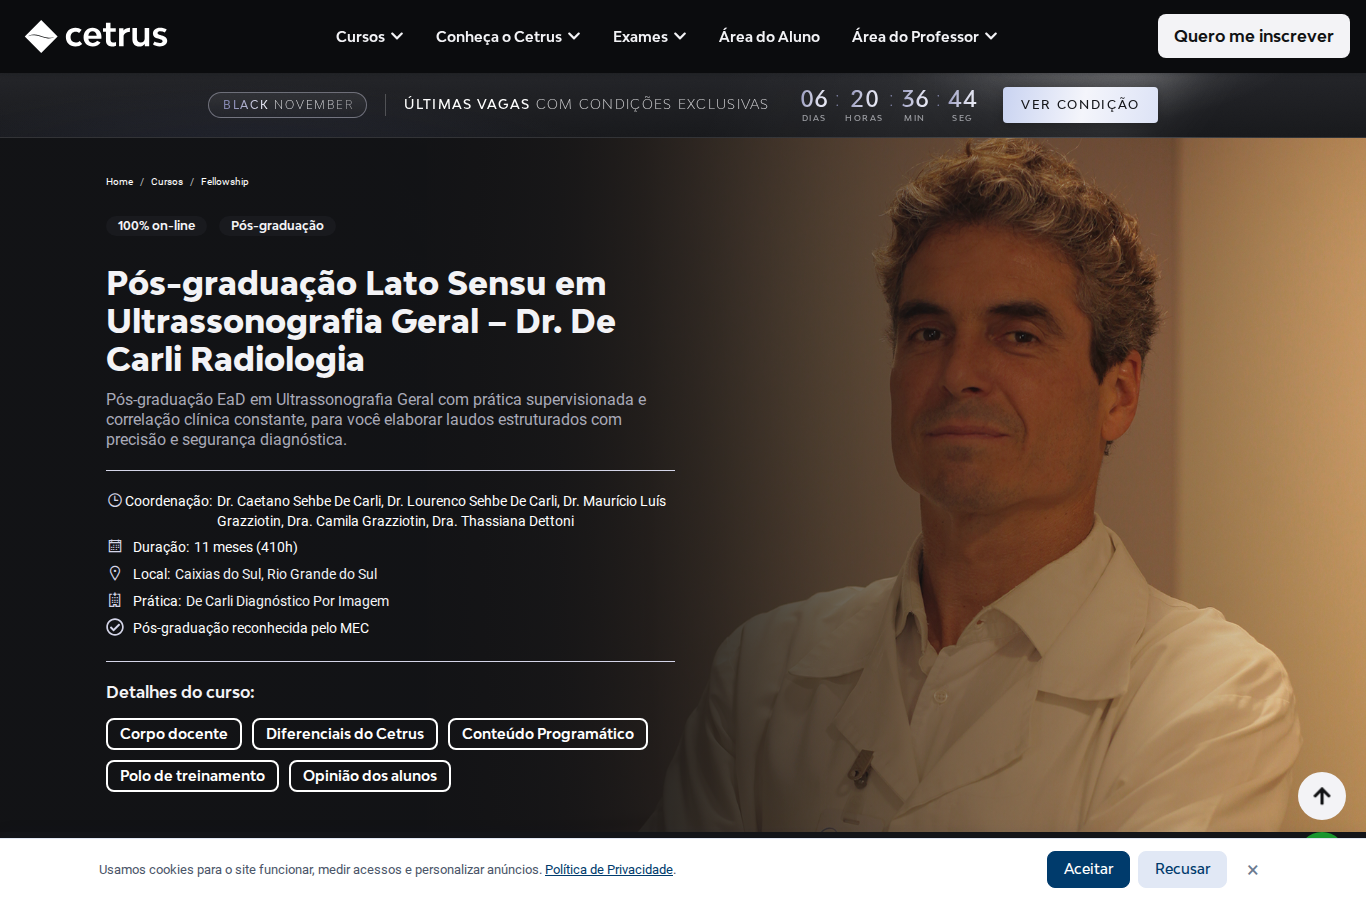 cetrus
Cursos
Conheça o Cetrus
Exames
Área do Aluno
Área do Professor
Quero me inscrever
BLACK NOVEMBER
ÚLTIMAS VAGAS COM CONDIÇÕES EXCLUSIVAS
06 : 20 : 36 : 44
DIAS HORAS MIN SEG
VER CONDIÇÃO
Home / Cursos / Fellowship
100% on-line
Pós-graduação
Pós-graduação Lato Sensu em
Ultrassonografia Geral – Dr. De
Carli Radiologia
Pós-graduação EaD em Ultrassonografia Geral com prática supervisionada e
correlação clínica constante, para você elaborar laudos estruturados com
precisão e segurança diagnóstica.
Coordenação: Dr. Caetano Sehbe De Carli, Dr. Lourenco Sehbe De Carli, Dr. Maurício Luís
Grazziotin, Dra. Camila Grazziotin, Dra. Thassiana Dettoni
Duração: 11 meses (410h)
Local: Caixias do Sul, Rio Grande do Sul
Prática: De Carli Diagnóstico Por Imagem
Pós-graduação reconhecida pelo MEC
Detalhes do curso:
Corpo docente
Diferenciais do Cetrus
Conteúdo Programático
Polo de treinamento
Opinião dos alunos
Usamos cookies para o site funcionar, medir acessos e personalizar anúncios. Política de Privacidade.
Aceitar
Recusar
×